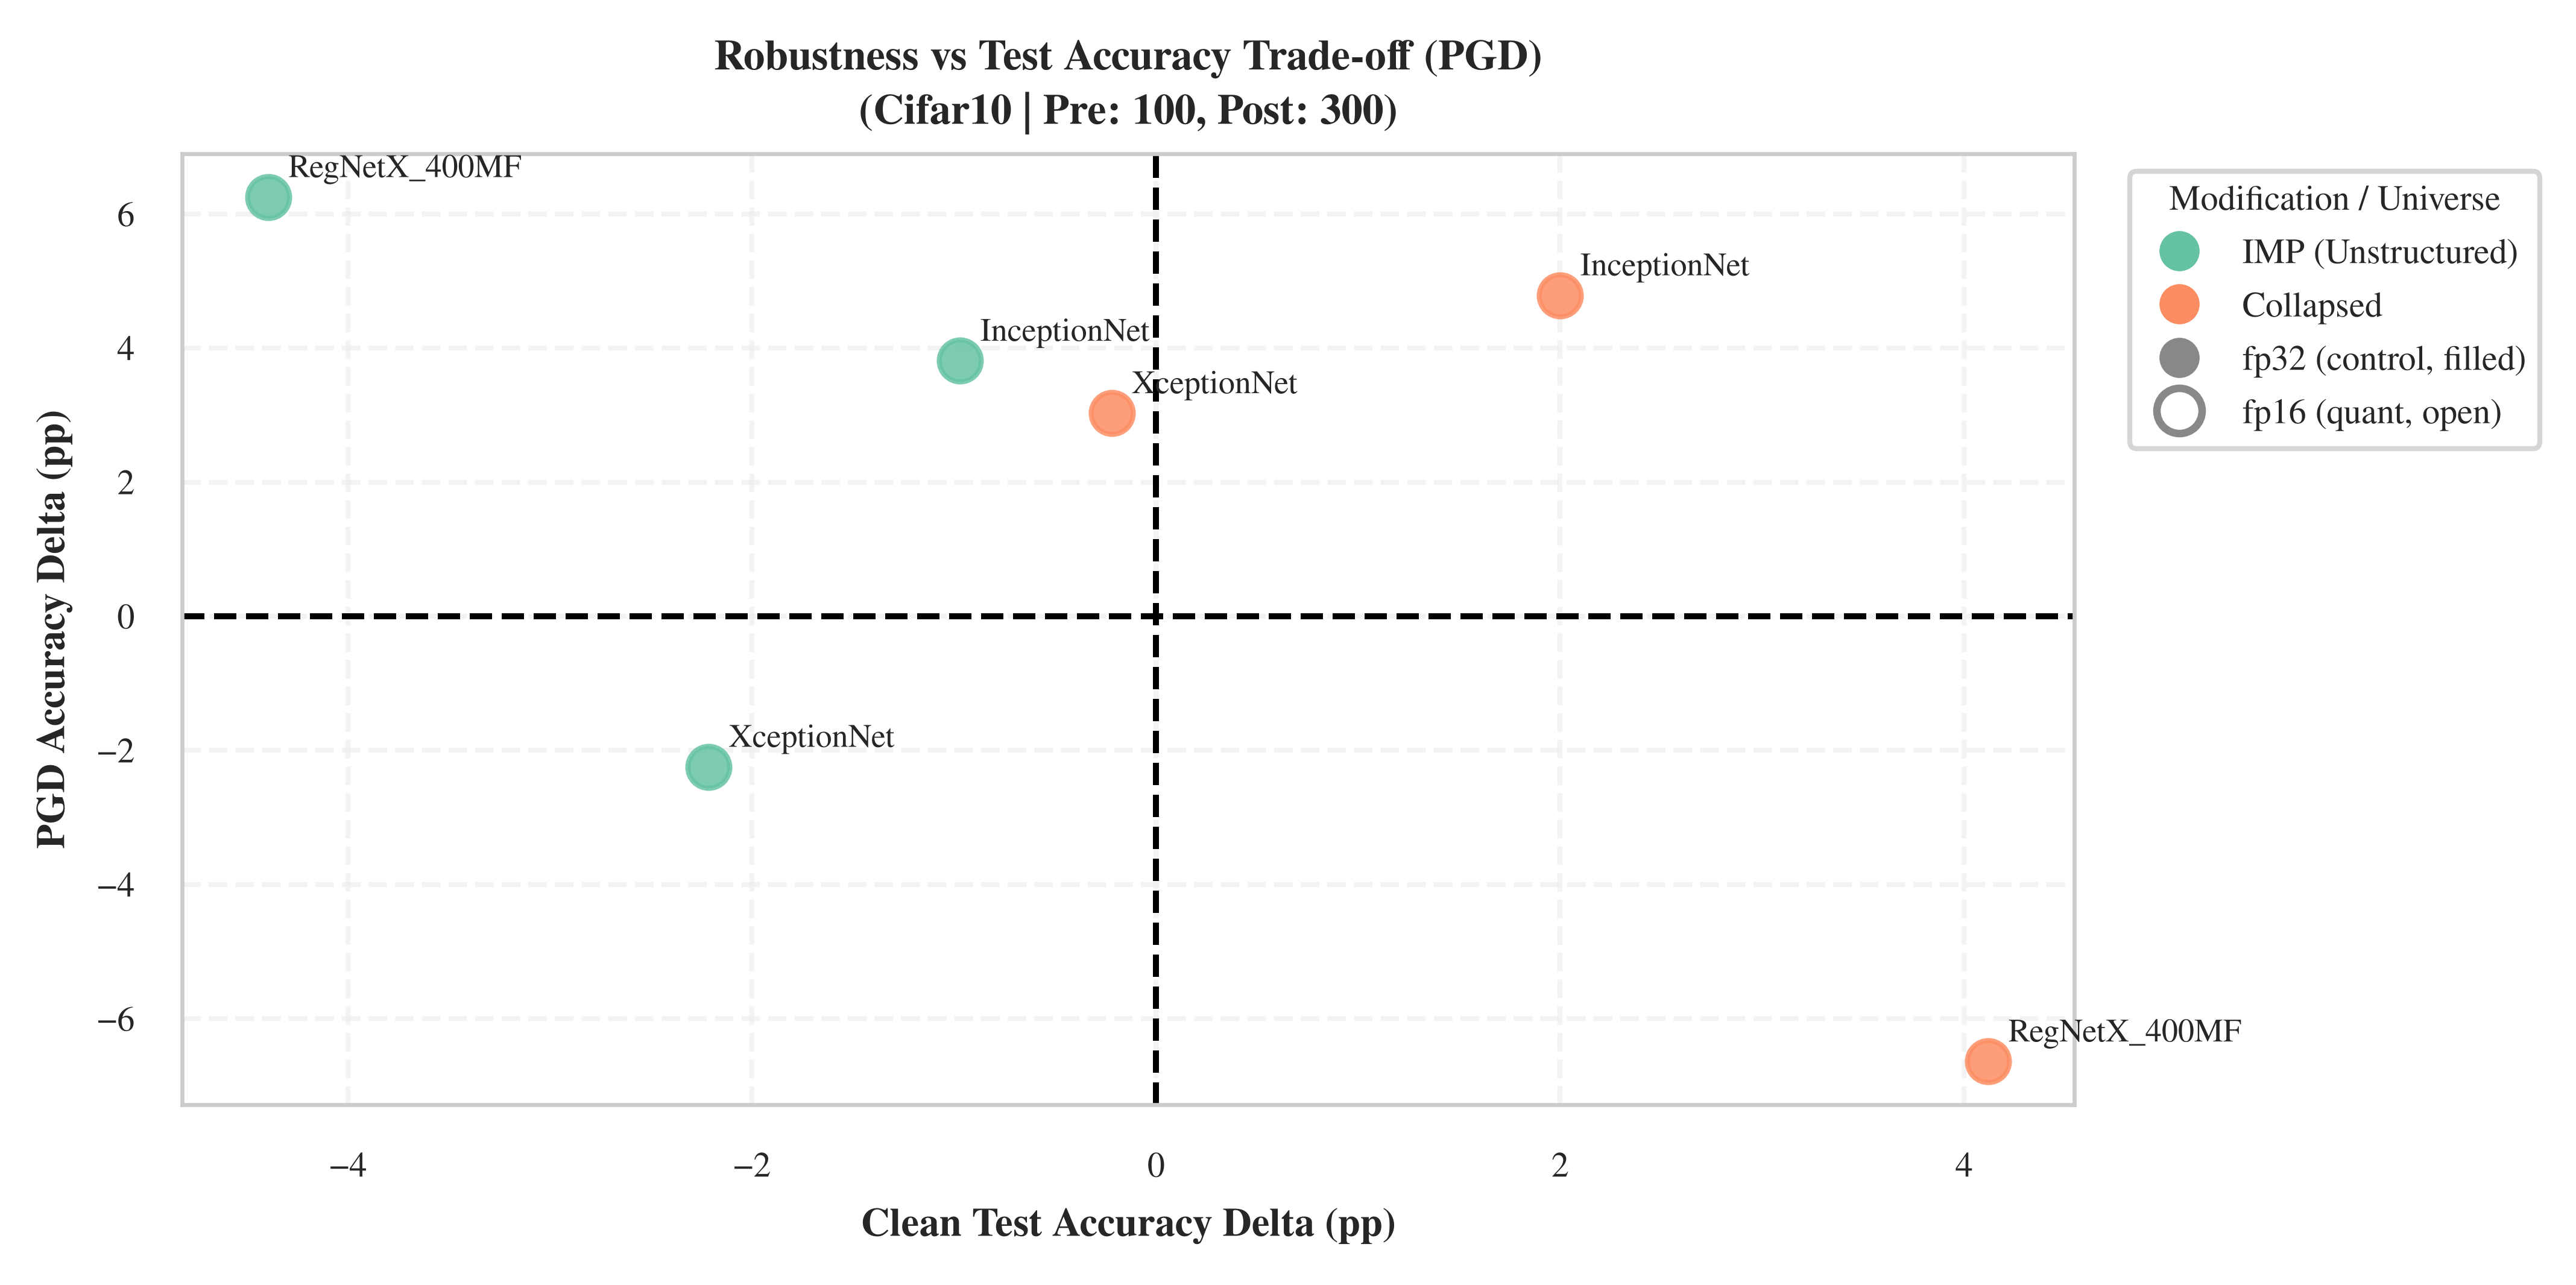 Robustness vs Test Accuracy Trade-off (PGD)
(Cifar10 | Pre: 100, Post: 300)
PGD Accuracy Delta (pp)
6
4
2
0
−2
−4
−6
RegNetX_400MF
InceptionNet
InceptionNet
XceptionNet
XceptionNet
RegNetX_400MF
−4
−2
0
2
4
Clean Test Accuracy Delta (pp)
Modification / Universe
IMP (Unstructured)
Collapsed
fp32 (control, filled)
fp16 (quant, open)